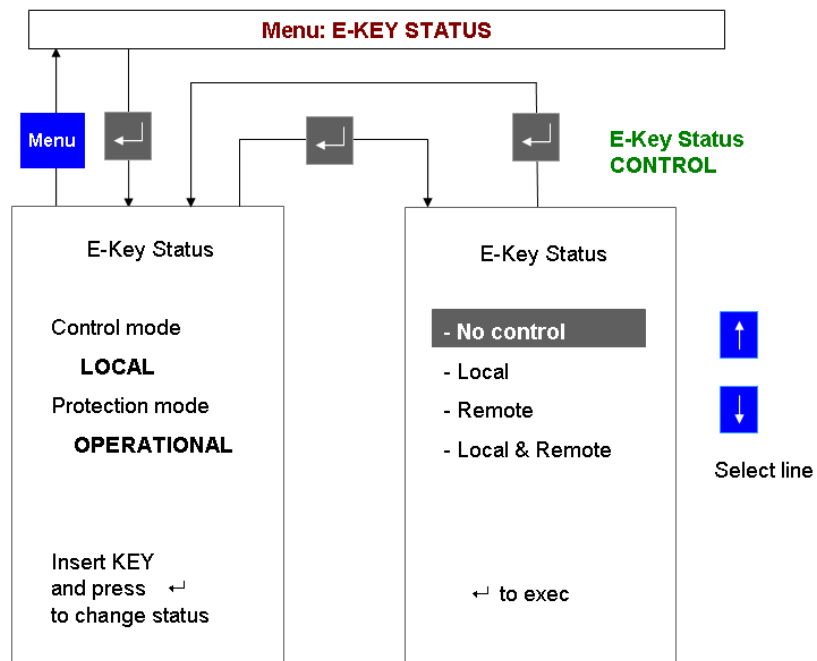 Menu: E-KEY STATUS
Menu
E-Key Status
CONTROL
E-Key Status
Control mode
LOCAL
Protection mode
OPERATIONAL
Insert KEY
and press ↵
to change status
E-Key Status
- No control
- Local
- Remote
- Local & Remote
↵ to exec
Select line